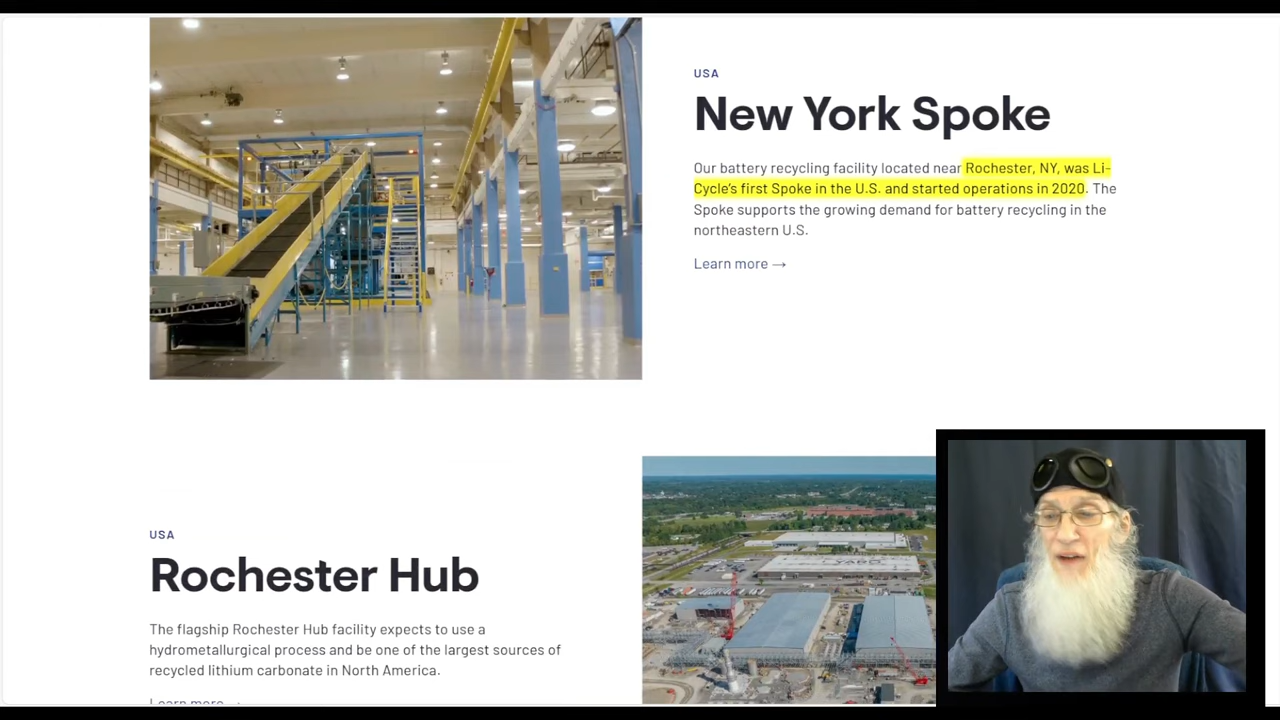 USA
New York Spoke
Our battery recycling facility located near Rochester, NY, was Li-
Cycle's first Spoke in the U.S. and started operations in 2020. The
Spoke supports the growing demand for battery recycling in the
northeastern U.S.
Learn more →
USA
Rochester Hub
The flagship Rochester Hub facility expects to use a
hydrometallurgical process and be one of the largest sources of
recycled lithium carbonate in North America.
Learn more →